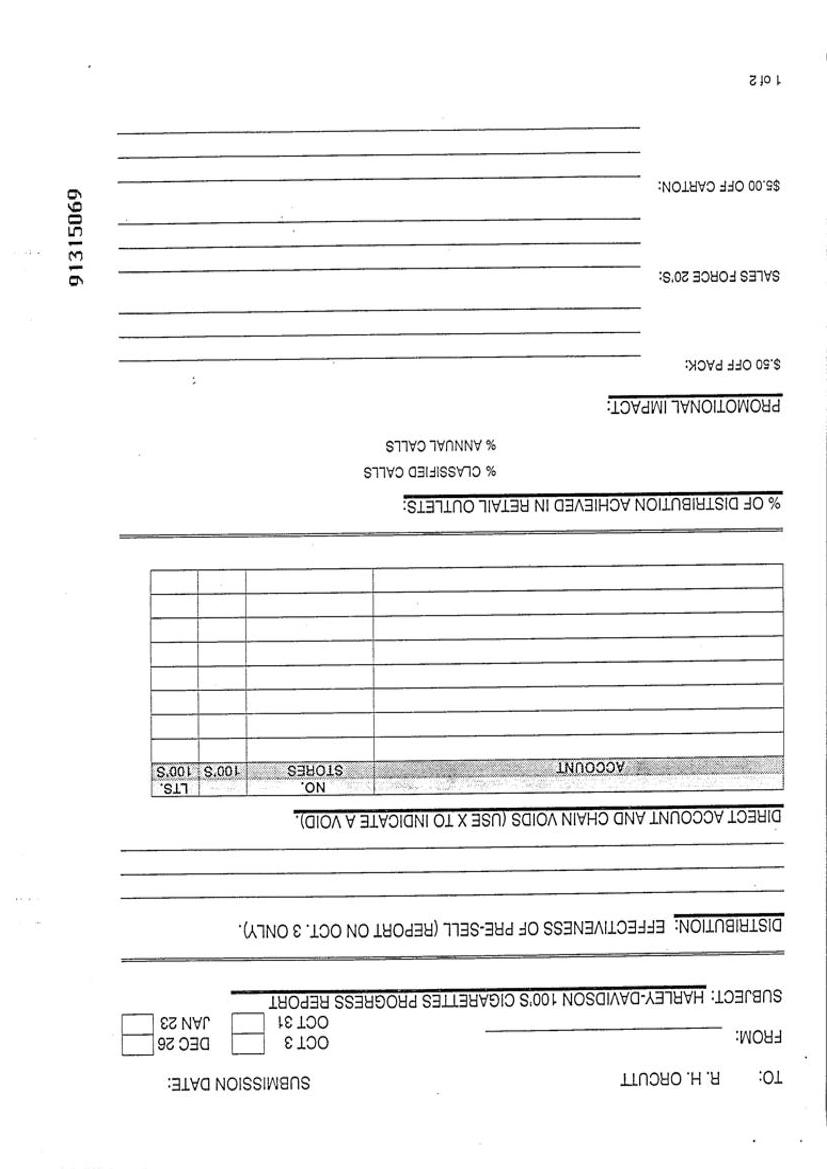 TO: R. H. ORCUTT SUBMISSION DATE:
FROM: OCT 3 DEC 26
OCT 31 JAN 23
SUBJECT: HARLEY-DAVIDSON 100'S CIGARETTES PROGRESS REPORT
DISTRIBUTION: EFFECTIVENESS OF PRE-SELL (REPORT ON OCT. 3 ONLY).
DIRECT ACCOUNT AND CHAIN VOIDS (USE X TO INDICATE A VOID).
NO. LTS.
ACCOUNT STORES 100'S 100'S
% OF DISTRIBUTION ACHIEVED IN RETAIL OUTLETS:
% CLASSIFIED CALLS
% ANNUAL CALLS
PROMOTIONAL IMPACT:
$.50 OFF PACK:
SALES FORCE 20'S:
$5.00 OFF CARTON:
1 of 2
91315069